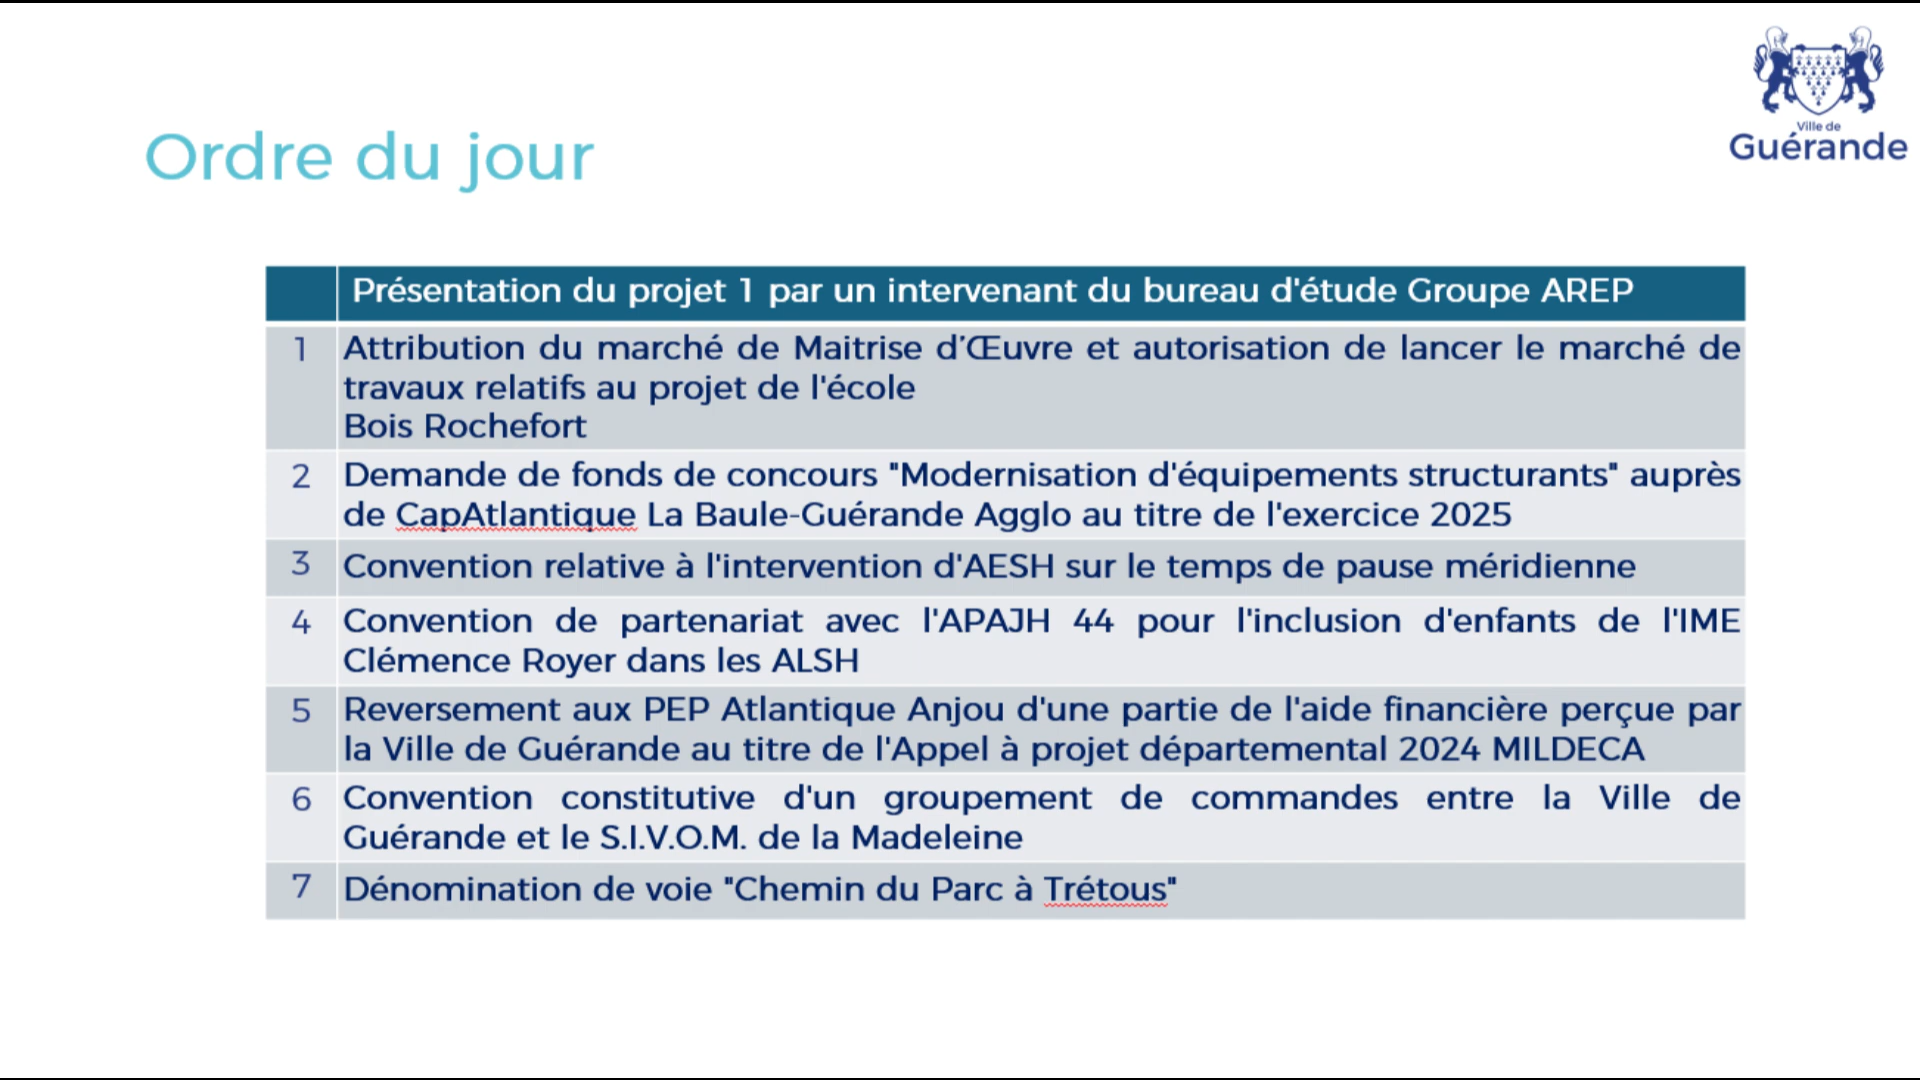 Ville de
Guérande
Ordre du jour
Présentation du projet 1 par un intervenant du bureau d'étude Groupe AREP
1 Attribution du marché de Maitrise d’Œuvre et autorisation de lancer le marché de
travaux relatifs au projet de l'école
Bois Rochefort
2 Demande de fonds de concours "Modernisation d'équipements structurants" auprès
de CapAtlantique La Baule-Guérande Agglo au titre de l'exercice 2025
3 Convention relative à l'intervention d'AESH sur le temps de pause méridienne
4 Convention de partenariat avec l'APAJH 44 pour l'inclusion d'enfants de l'IME
Clémence Royer dans les ALSH
5 Reversement aux PEP Atlantique Anjou d'une partie de l'aide financière perçue par
la Ville de Guérande au titre de l'Appel à projet départemental 2024 MILDECA
6 Convention constitutive d'un groupement de commandes entre la Ville de
Guérande et le S.I.V.O.M. de la Madeleine
7 Dénomination de voie "Chemin du Parc à Trétous"